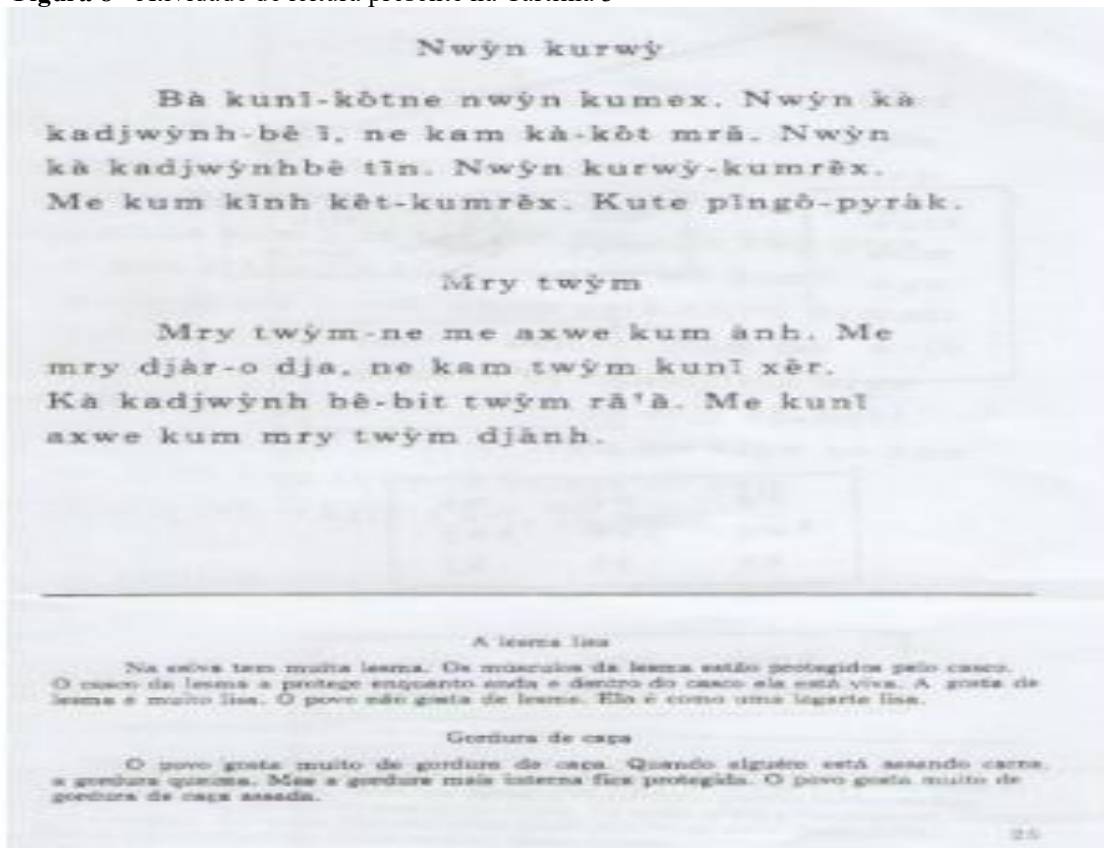 Nwỳn kurwỳ
Bà kunĩ-kôtne nwỳn kumex. Nwỳn kà
kadjwỳnh-bê ĩ, ne kam kà-kôt mrã. Nwỳn
kà kadjwỳnhbê tĩn. Nwỳn kurwỳ-kumrẽx.
Me kum kĩnh kêt-kumrẽx. Kute pĩngô-pyràk.
Mry twỳm
Mry twỳm-ne me axwe kum ành. Me
mry djàr-o dja, ne kam twỳm kunĩ xêr.
Kà kadjwỳnh bê-bit twỳm rã'ã. Me kunĩ
axwe kum mry twỳm djành.
A lesma lisa
Na selva tem muita lesma. Os músculos da lesma estão protegidos pelo casco.
O casco da lesma a protege enquanto anda e dentro do casco ela está viva. A gosta de
lesma é muito lisa. O povo não gosta de lesma. Ela é como uma lagarta lisa.
Gordura de caça
O povo gosta muito de gordura de caça. Quando alguém está assando carne,
a gordura queima. Mas a gordura mais interna fica protegida. O povo gosta muito de
gordura de caça assada.
25